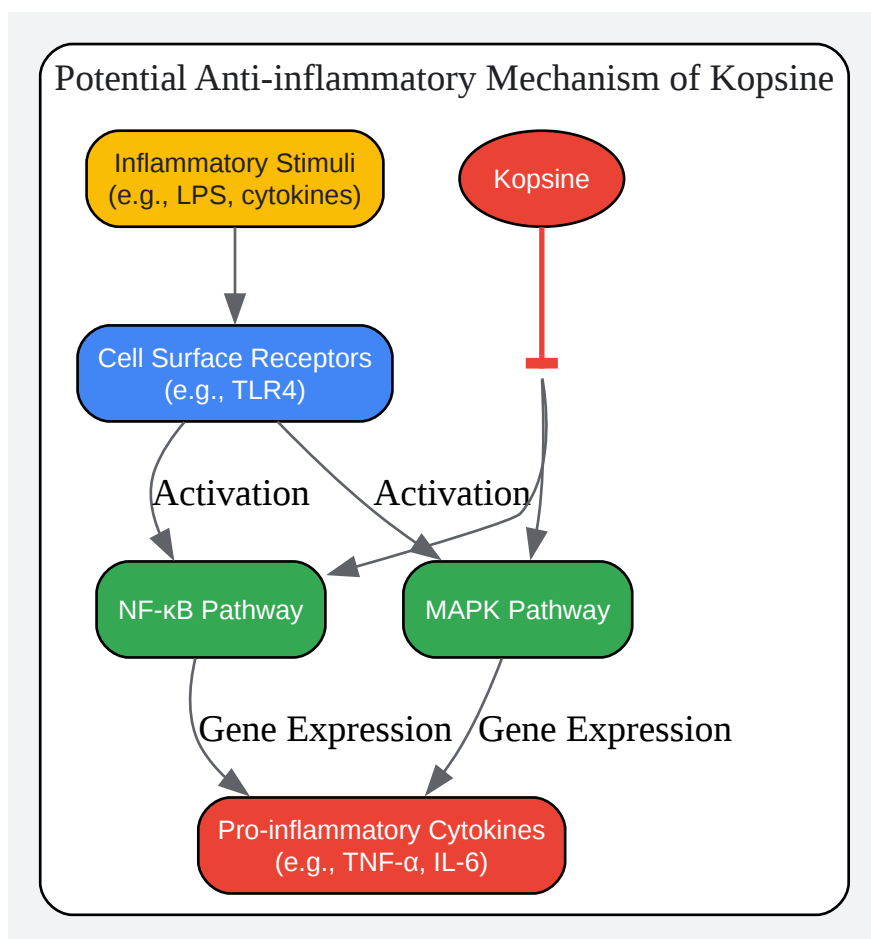 Potential Anti-inflammatory Mechanism of Kopsine
Inflammatory Stimuli
(e.g., LPS, cytokines)
Kopsine
Cell Surface Receptors
(e.g., TLR4)
Activation
Activation
NF-κB Pathway
MAPK Pathway
Gene Expression
Gene Expression
Pro-inflammatory Cytokines
(e.g., TNF-α, IL-6)